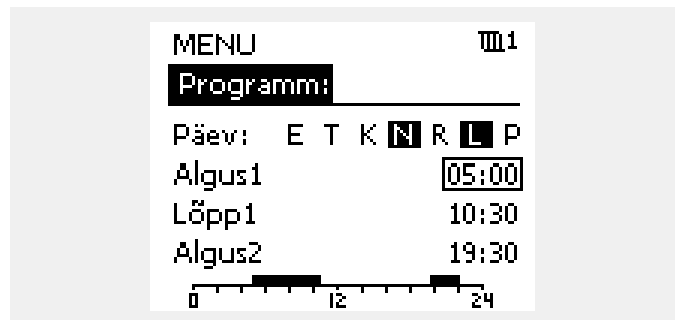 MENU 1
Programm:
Päev: E T K N R L P
Algus1 05:00
Lõpp1 10:30
Algus2 19:30
0 12 24